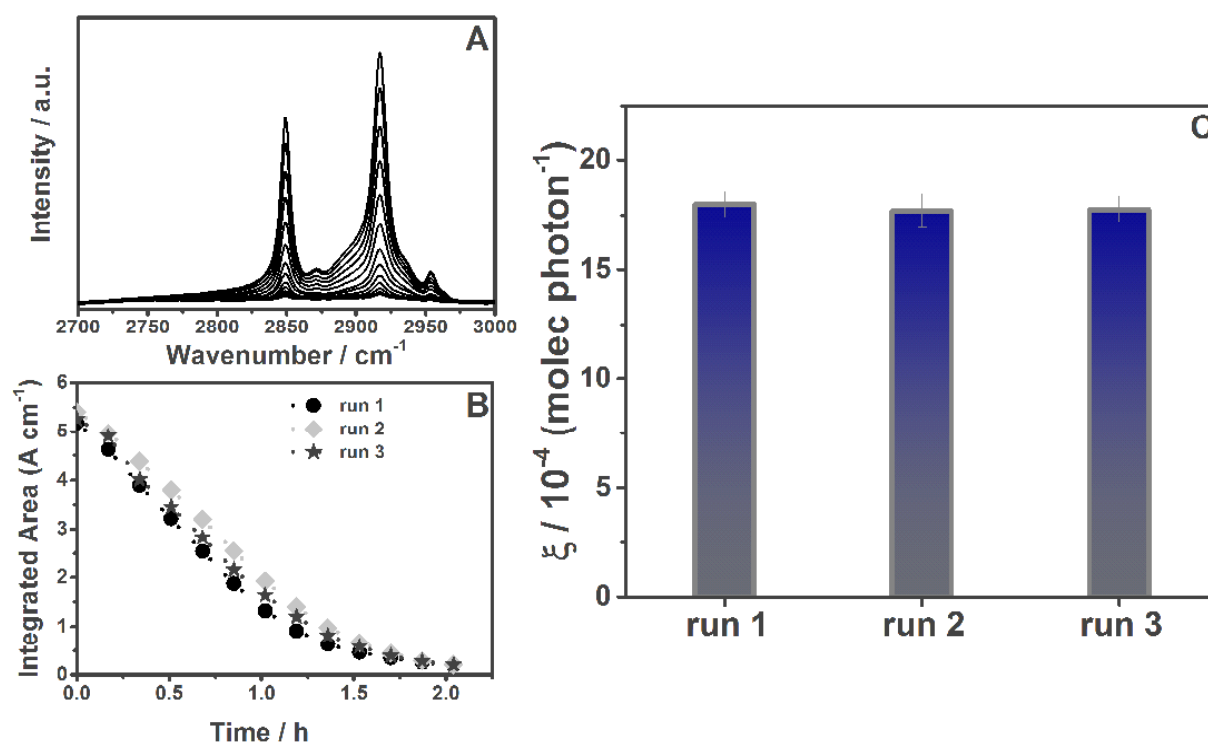 A
Intensity / a.u.
2700 2750 2800 2850 2900 2950 3000
Wavenumber / cm⁻¹
B
run 1
run 2
run 3
Integrated Area (A cm⁻¹)
6
5
4
3
2
1
0
0.0 0.5 1.0 1.5 2.0
Time / h
C
ξ / 10⁻⁴ (molec photon⁻¹)
20
15
10
5
0
run 1 run 2 run 3